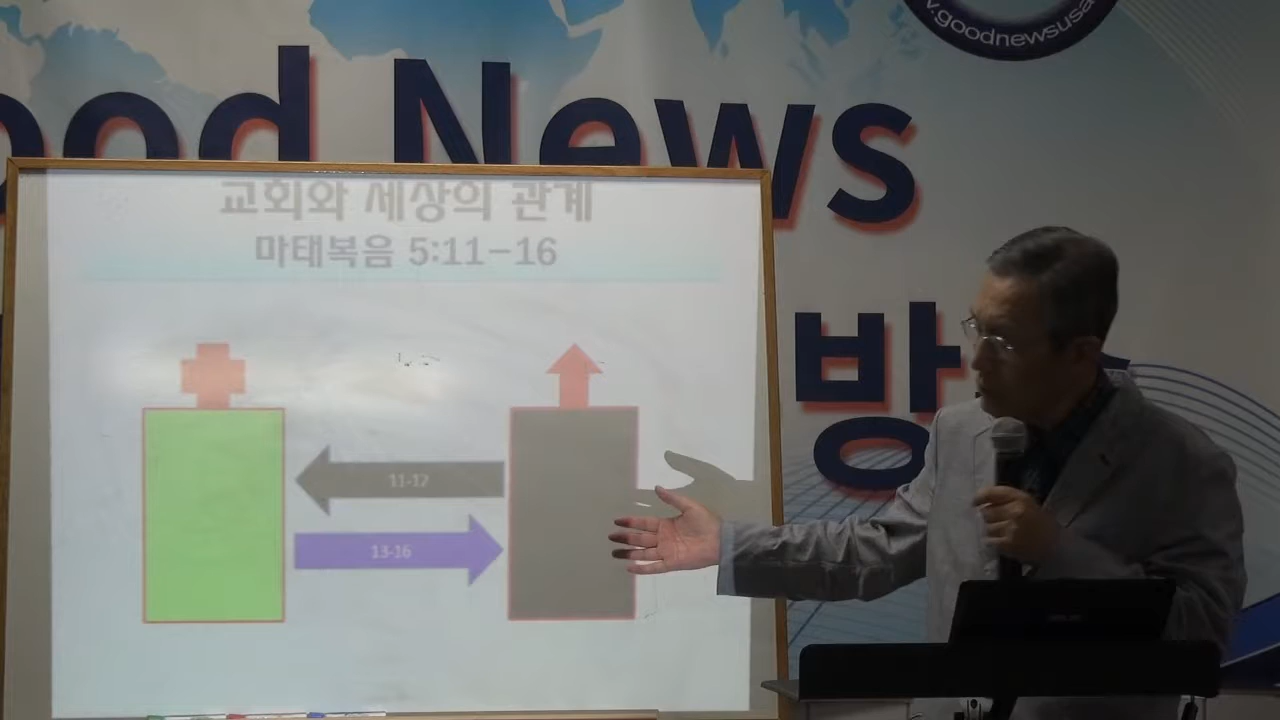 .goodnewsusa
ood News
교회와 세상의 관계
마태복음 5:11-16
방
11-12
13-16